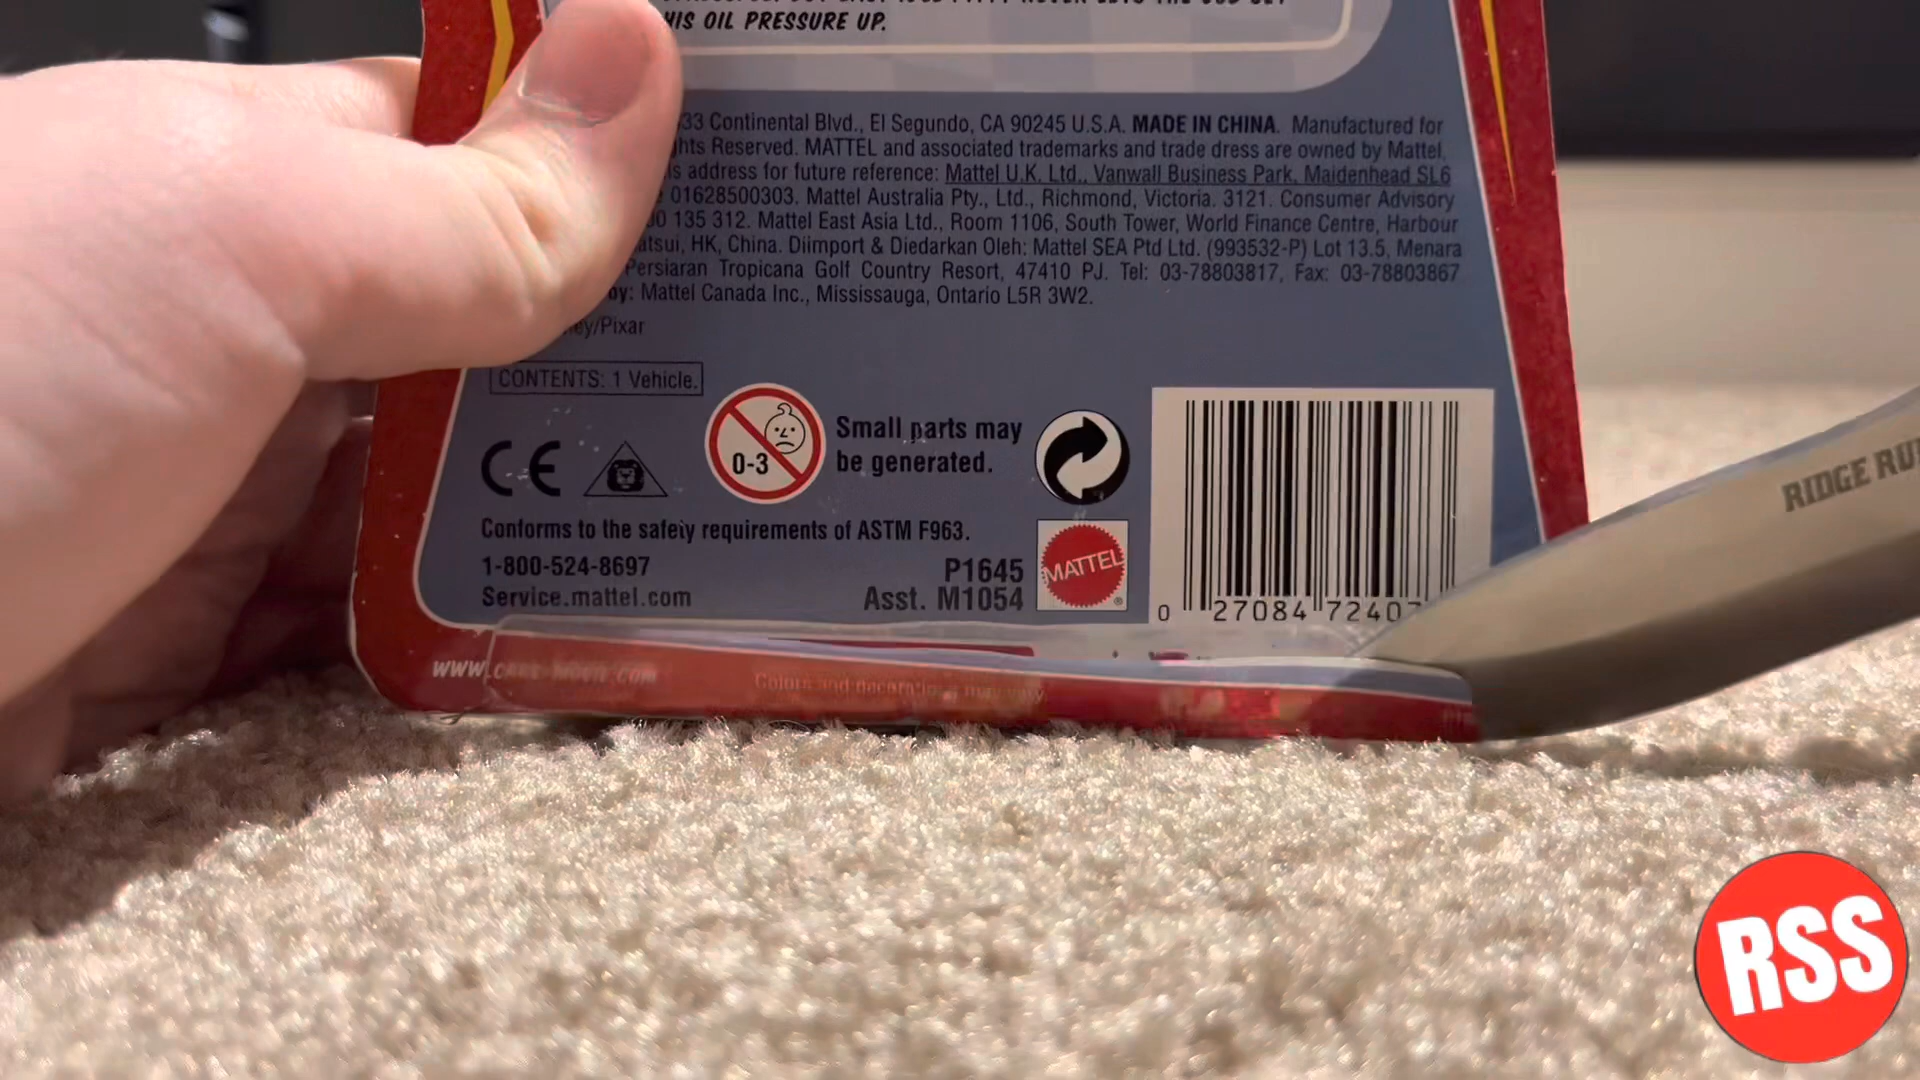 HIS OIL PRESSURE UP.
33 Continental Blvd., El Segundo, CA 90245 U.S.A. MADE IN CHINA. Manufactured for
Reserved. MATTEL and associated trademarks and trade dress are owned by Mattel.
address for future reference: Mattel U.K. Ltd., Vanwall Business Park, Maidenhead SL6
01628500303. Mattel Australia Pty., Ltd., Richmond, Victoria. 3121. Consumer Advisory
135 312. Mattel East Asia Ltd., Room 1106, South Tower, World Finance Centre, Harbour
HK, China. Diimport & Diedarkan Oleh: Mattel SEA Ptd Ltd. (993532-P) Lot 13.5, Menara
Persiaran Tropicana Golf Country Resort, 47410 PJ. Tel: 03-78803817, Fax: 03-78803867
by: Mattel Canada Inc., Mississauga, Ontario L5R 3W2.
ey/Pixar
CONTENTS: 1 Vehicle.
CE
0-3
Small parts may
be generated.
Conforms to the safety requirements of ASTM F963.
1-800-524-8697
Service.mattel.com
P1645
Asst. M1054
MATTEL
0 27084 7240
Colors and decorations may vary
RIDGE RU
RSS